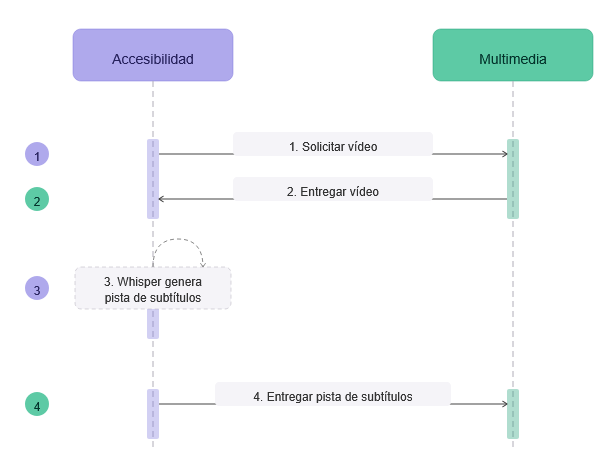 Accesibilidad
Multimedia
1
1. Solicitar vídeo
2
2. Entregar vídeo
3
3. Whisper genera
pista de subtítulos
4
4. Entregar pista de subtítulos